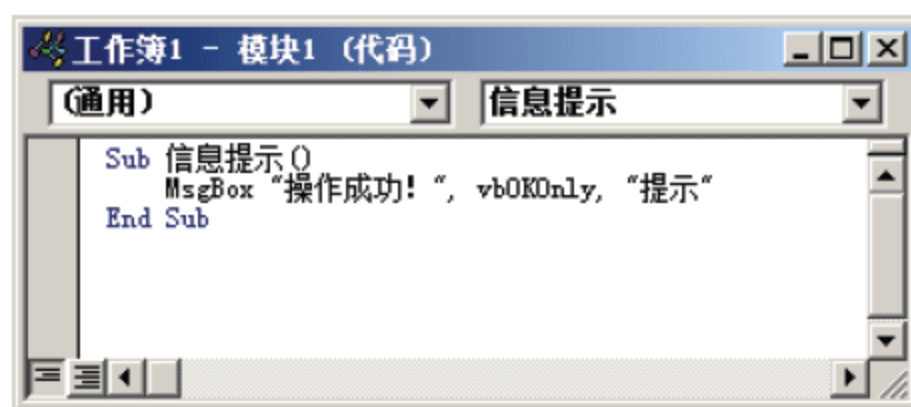 工作簿1 - 模块1 (代码)
(通用) 信息提示
Sub 信息提示()
MsgBox "操作成功! ", vbOKOnly, "提示"
End Sub